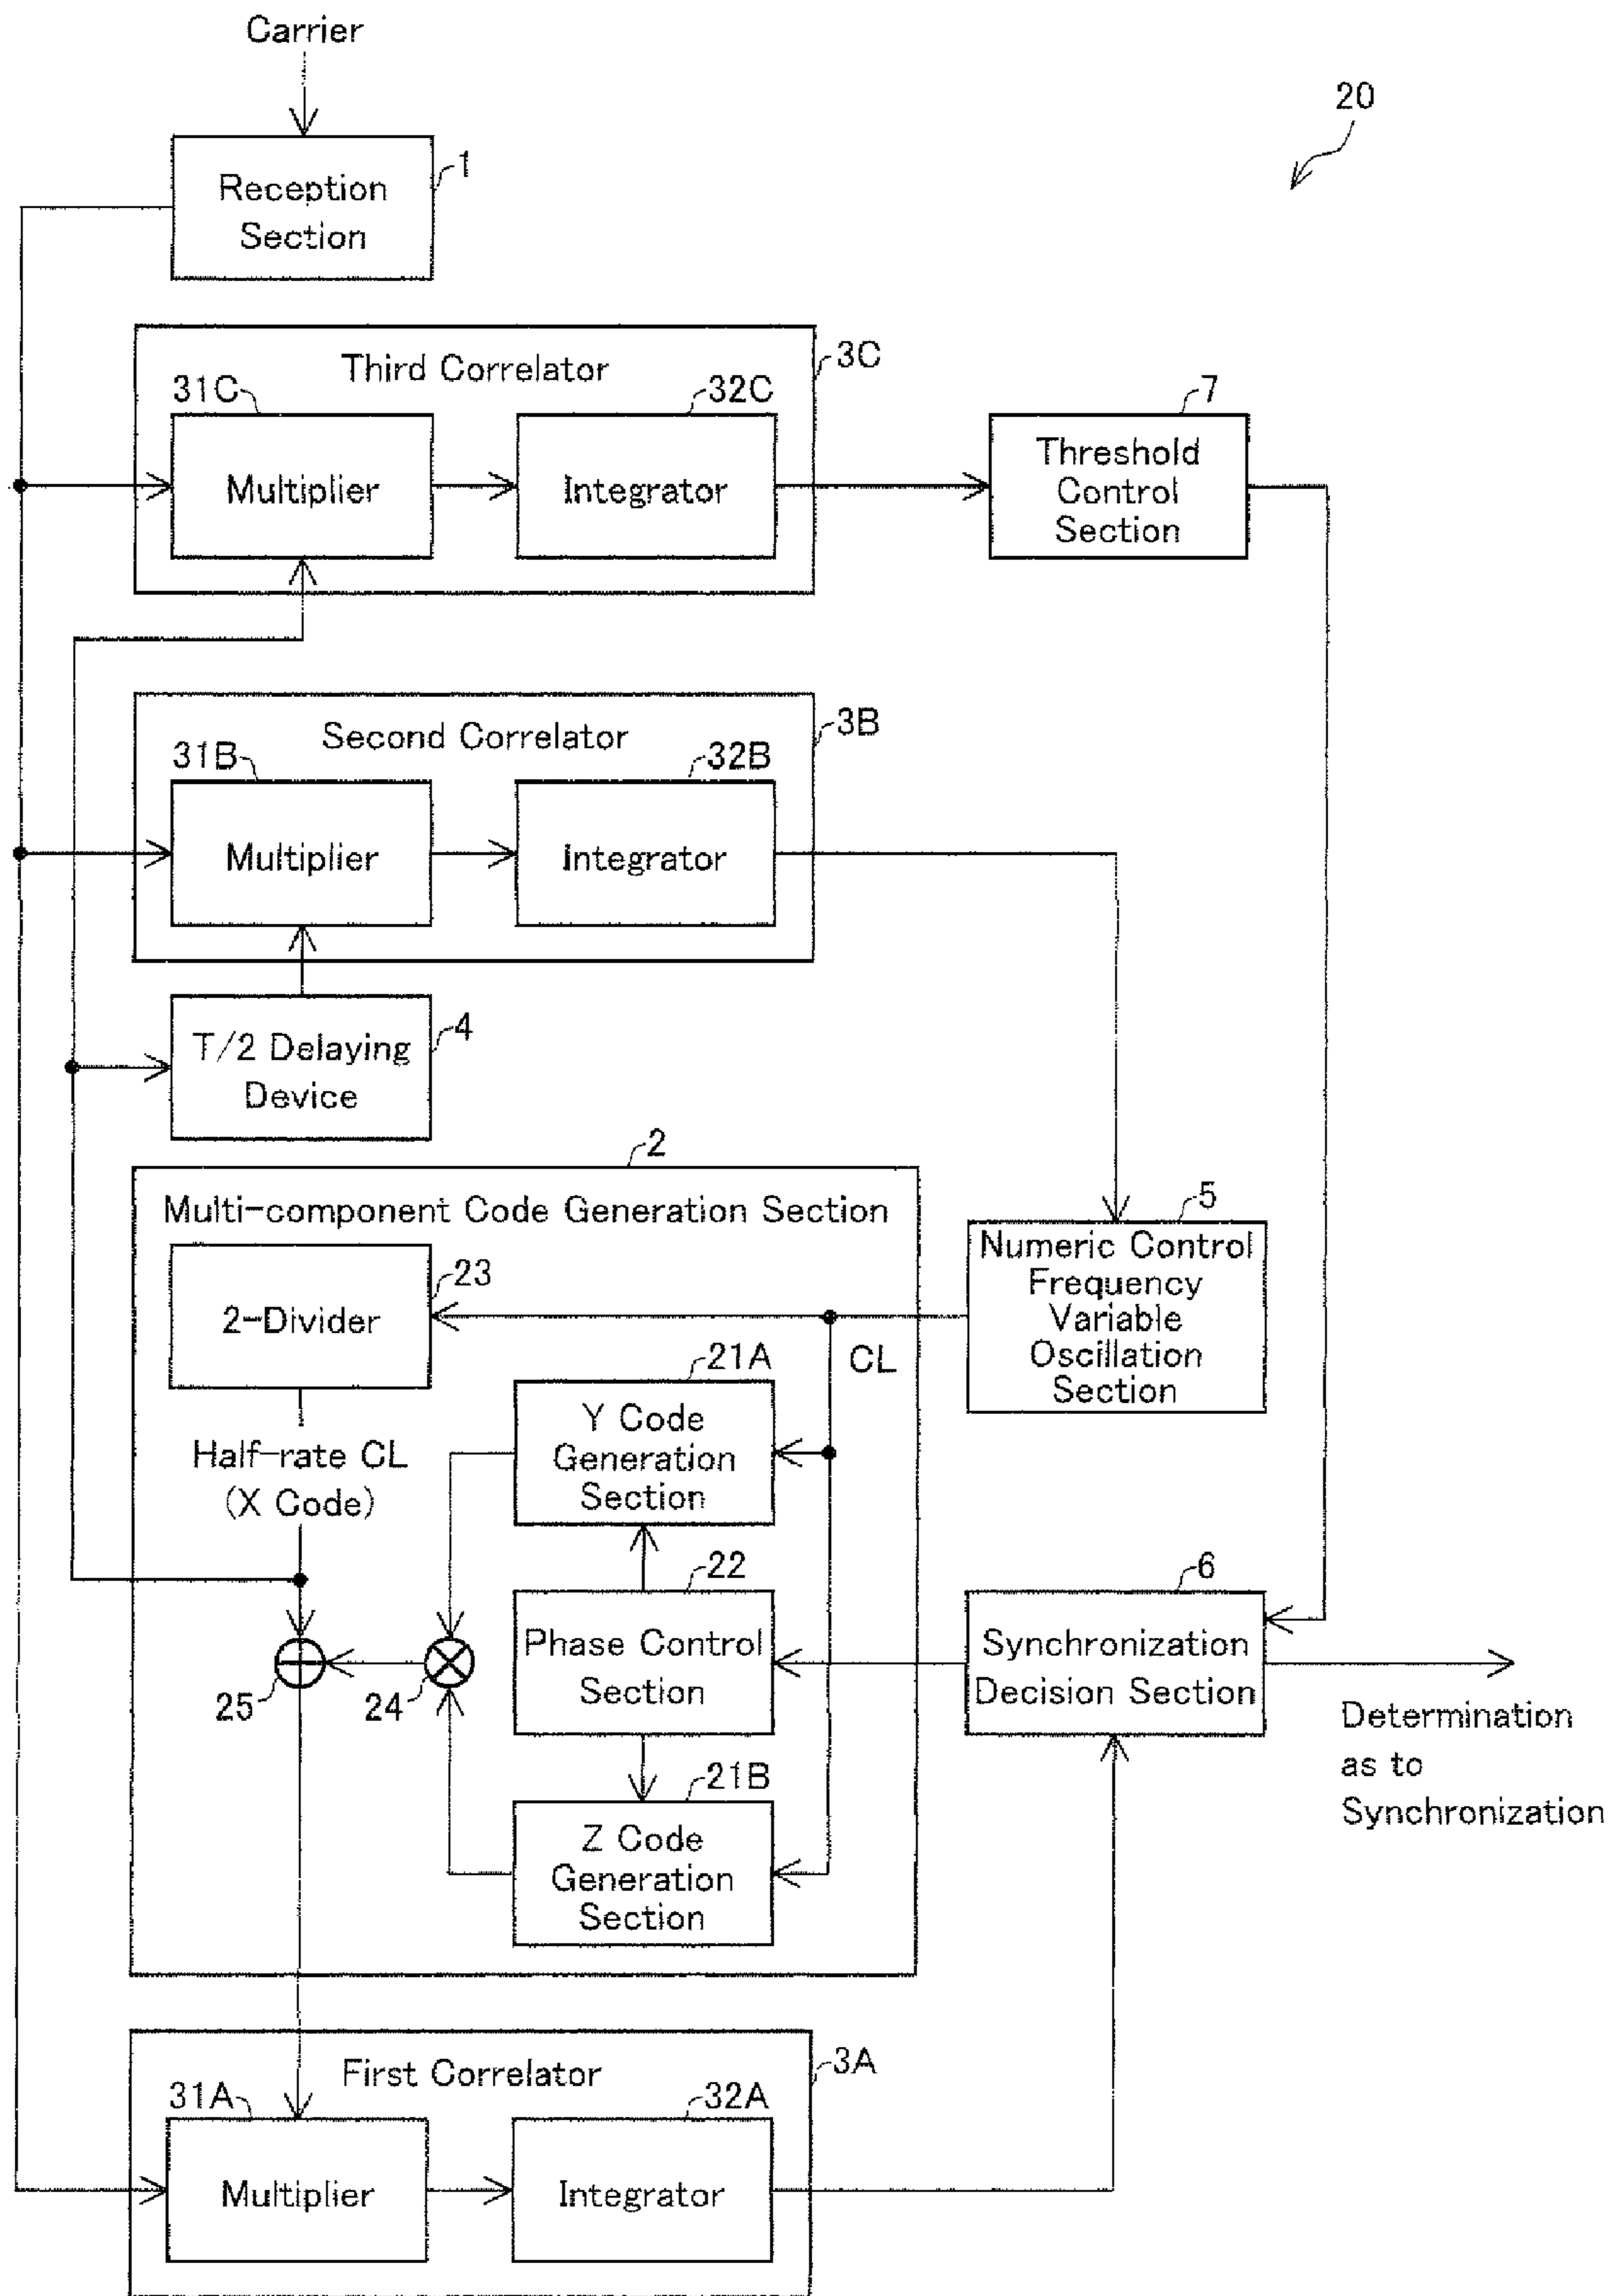 Carrier
20
1
Reception
Section
3C
Third Correlator
31C
32C
7
Multiplier
Integrator
Threshold
Control
Section
3B
Second Correlator
31B
32B
Multiplier
Integrator
4
T/2 Delaying
Device
2
Multi-component Code Generation Section
5
23
2-Divider
Numeric Control
Frequency
Variable
Oscillation
Section
CL
21A
Y Code
Generation
Section
Half-rate CL
(X Code)
22
6
Phase Control
Section
Synchronization
Decision Section
25
24
Determination
as to
Synchronization
21B
Z Code
Generation
Section
3A
First Correlator
31A
32A
Multiplier
Integrator